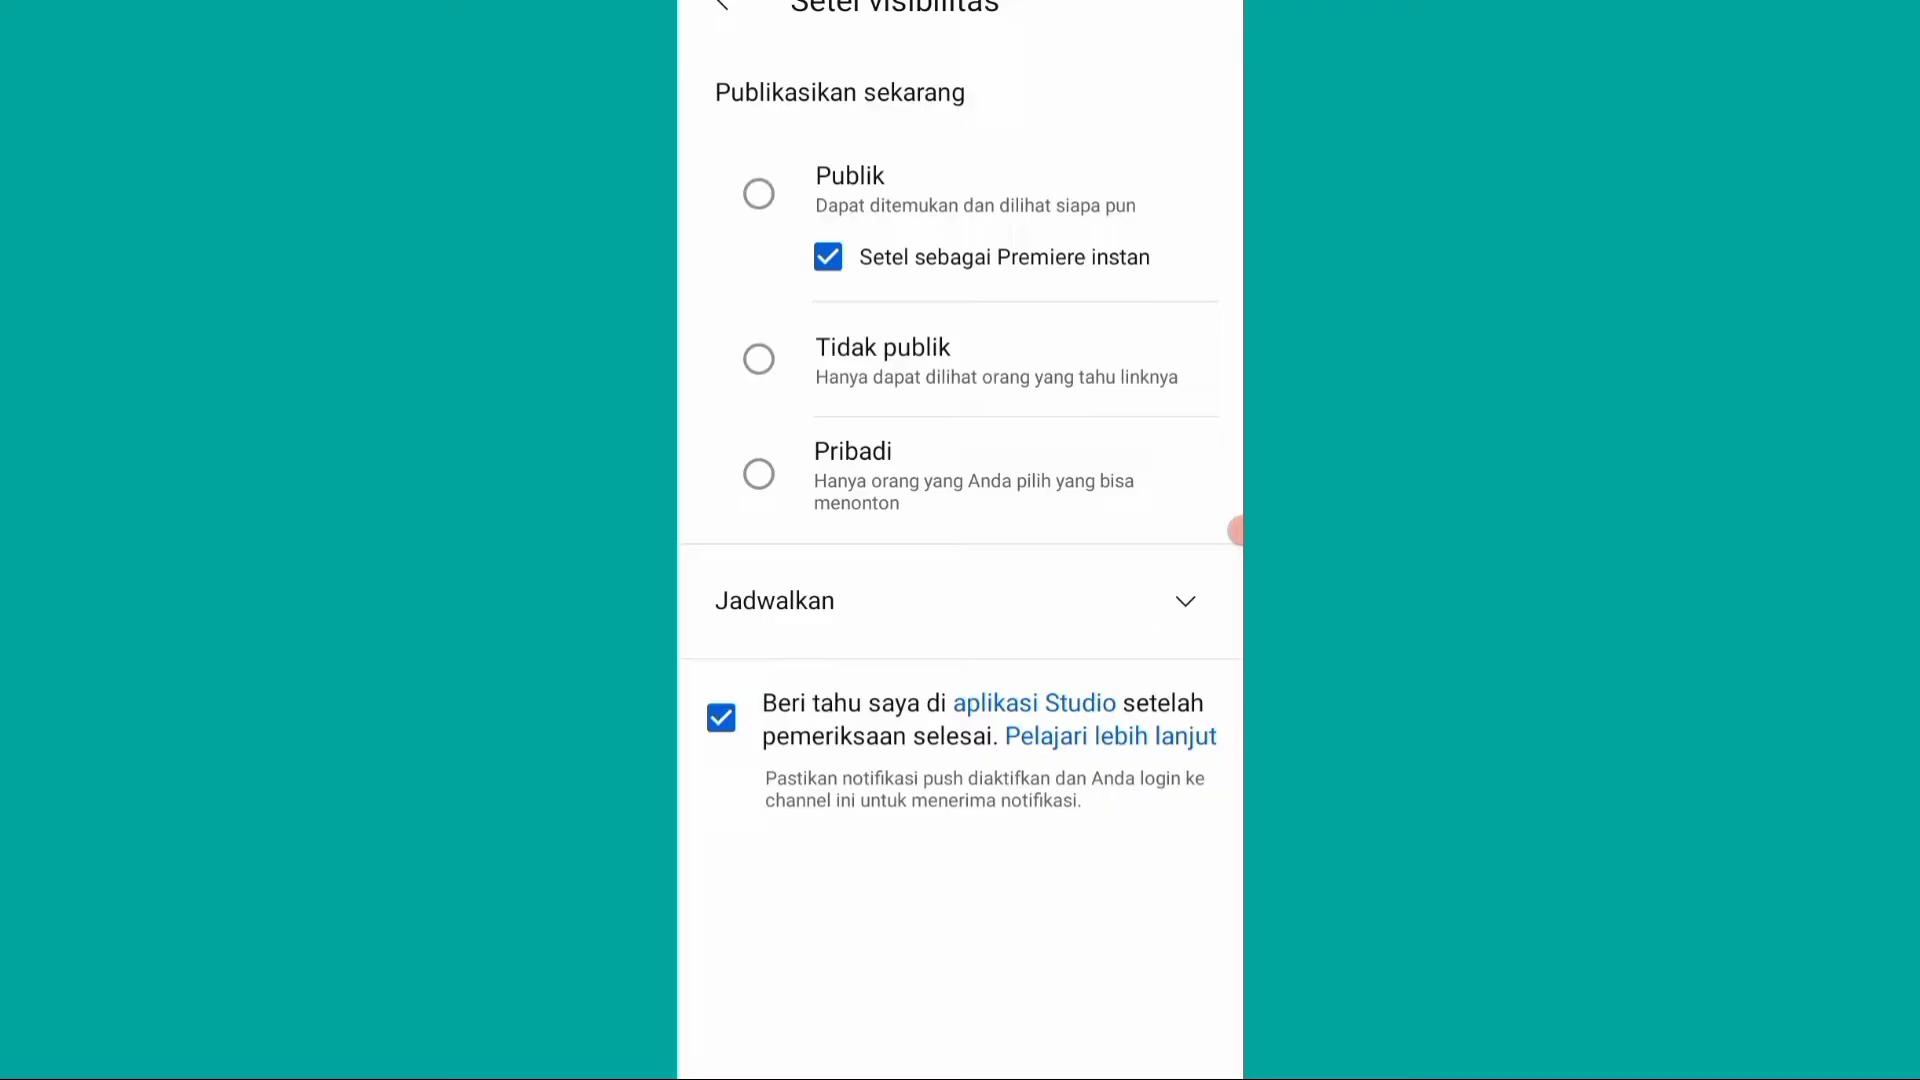 Setel visibilitas
Publikasikan sekarang
Publik
Dapat ditemukan dan dilihat siapa pun
Setel sebagai Premiere instan
Tidak publik
Hanya dapat dilihat orang yang tahu linknya
Pribadi
Hanya orang yang Anda pilih yang bisa
menonton
Jadwalkan
Beri tahu saya di aplikasi Studio setelah
pemeriksaan selesai. Pelajari lebih lanjut
Pastikan notifikasi push diaktifkan dan Anda login ke
channel ini untuk menerima notifikasi.